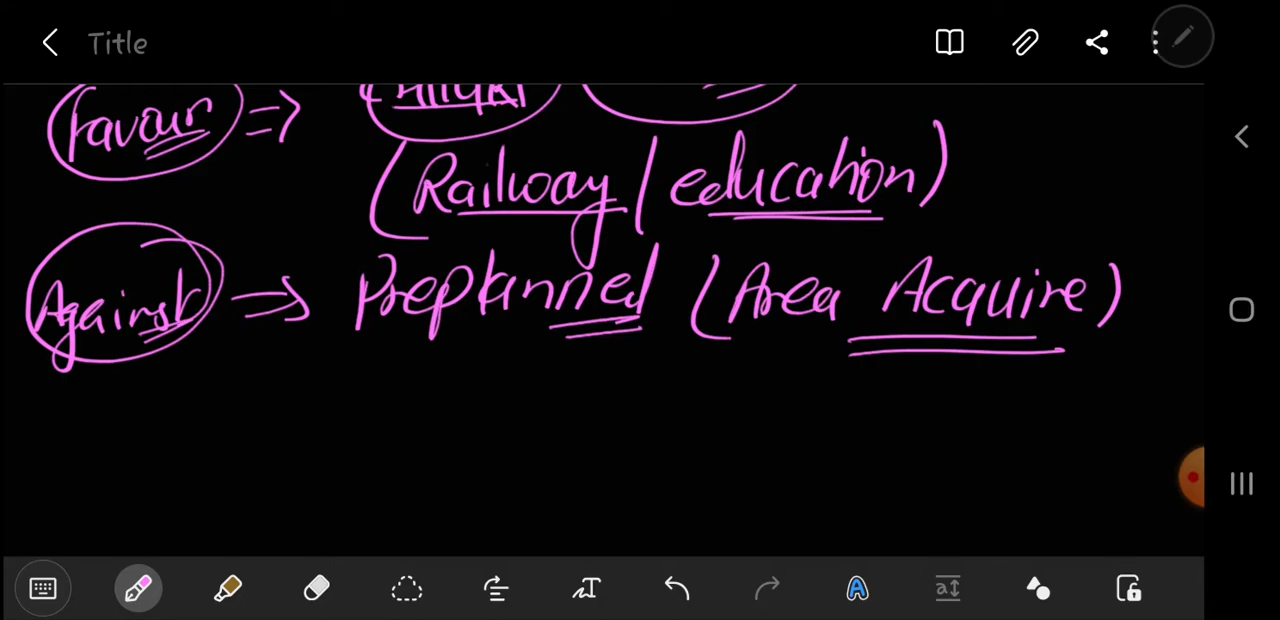 Title
Favour =>
(Railway / education)
Against => Preplanned (Area Acquire)